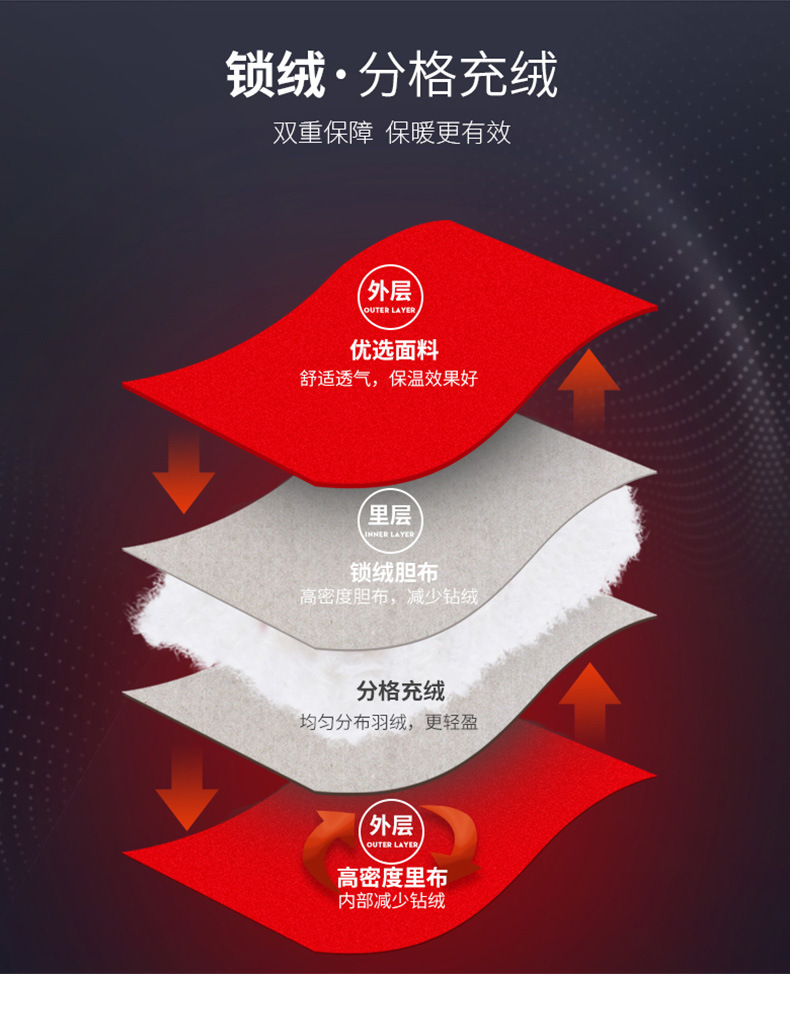 锁绒·分格充绒
双重保障 保暖更有效
外层
OUTER LAYER
优选面料
舒适透气，保温效果好
里层
INNER LAYER
锁绒胆布
高密度胆布，减少钻绒
分格充绒
均匀分布羽绒，更轻盈
外层
OUTER LAYER
高密度里布
内部减少钻绒